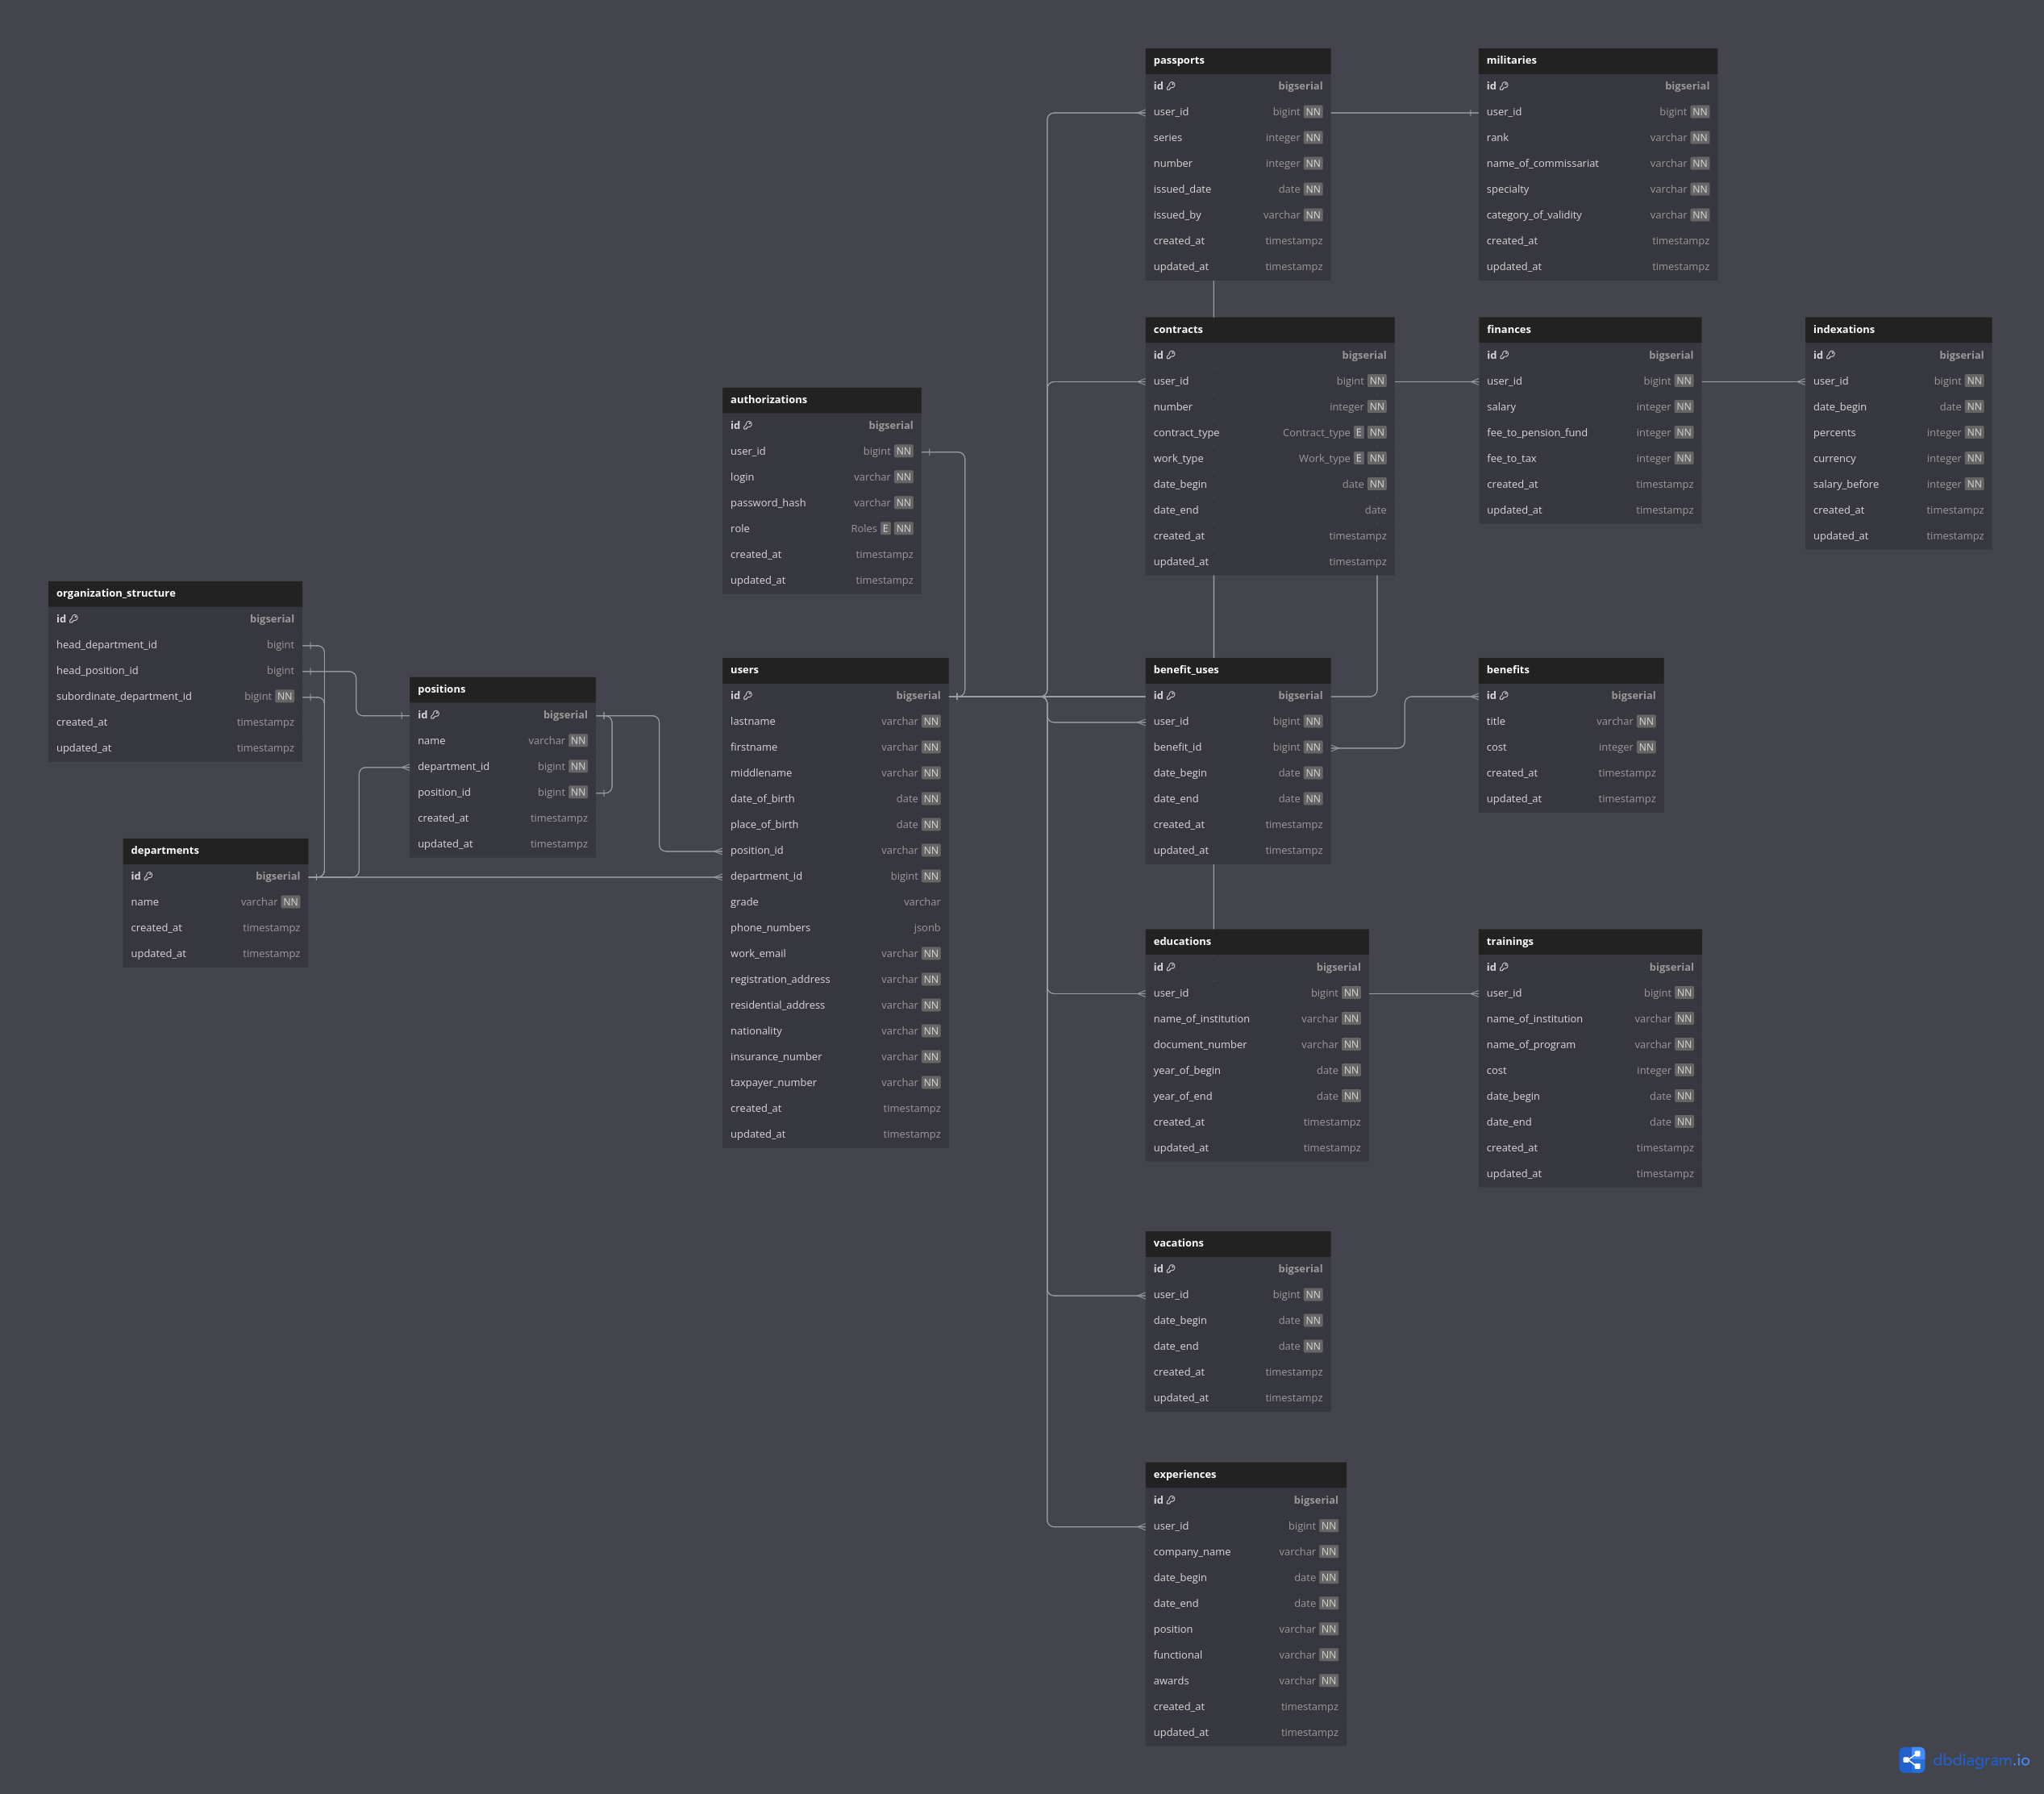 passports
id bigserial
user_id bigint NN
series integer NN
number integer NN
issued_date date NN
issued_by varchar NN
created_at timestampz
updated_at timestampz
militaries
id bigserial
user_id bigint NN
rank varchar NN
name_of_commissariat varchar NN
specialty varchar NN
category_of_validity varchar NN
created_at timestampz
updated_at timestampz
contracts
id bigserial
user_id bigint NN
number integer NN
contract_type Contract_type E NN
work_type Work_type E NN
date_begin date NN
date_end date
created_at timestampz
updated_at timestampz
finances
id bigserial
user_id bigint NN
salary integer NN
fee_to_pension_fund integer NN
fee_to_tax integer NN
created_at timestampz
updated_at timestampz
indexations
id bigserial
user_id bigint NN
date_begin date NN
percents integer NN
currency integer NN
salary_before integer NN
created_at timestampz
updated_at timestampz
authorizations
id bigserial
user_id bigint NN
login varchar NN
password_hash varchar NN
role Roles E NN
created_at timestampz
updated_at timestampz
organization_structure
id bigserial
head_department_id bigint
head_position_id bigint
subordinate_department_id bigint NN
created_at timestampz
updated_at timestampz
positions
id bigserial
name varchar NN
department_id bigint NN
position_id bigint NN
created_at timestampz
updated_at timestampz
departments
id bigserial
name varchar NN
created_at timestampz
updated_at timestampz
users
id bigserial
lastname varchar NN
firstname varchar NN
middlename varchar NN
date_of_birth date NN
place_of_birth date NN
position_id varchar NN
department_id bigint NN
grade varchar
phone_numbers jsonb
work_email varchar NN
registration_address varchar NN
residential_address varchar NN
nationality varchar NN
insurance_number varchar NN
taxpayer_number varchar NN
created_at timestampz
updated_at timestampz
benefit_uses
id bigserial
user_id bigint NN
benefit_id bigint NN
date_begin date NN
date_end date NN
created_at timestampz
updated_at timestampz
benefits
id bigserial
title varchar NN
cost integer NN
created_at timestampz
updated_at timestampz
educations
id bigserial
user_id bigint NN
name_of_institution varchar NN
document_number varchar NN
year_of_begin date NN
year_of_end date NN
created_at timestampz
updated_at timestampz
trainings
id bigserial
user_id bigint NN
name_of_institution varchar NN
name_of_program varchar NN
cost integer NN
date_begin date NN
date_end date NN
created_at timestampz
updated_at timestampz
vacations
id bigserial
user_id bigint NN
date_begin date NN
date_end date NN
created_at timestampz
updated_at timestampz
experiences
id bigserial
user_id bigint NN
company_name varchar NN
date_begin date NN
date_end date NN
position varchar NN
functional varchar NN
awards varchar NN
created_at timestampz
updated_at timestampz
dbdiagram.io